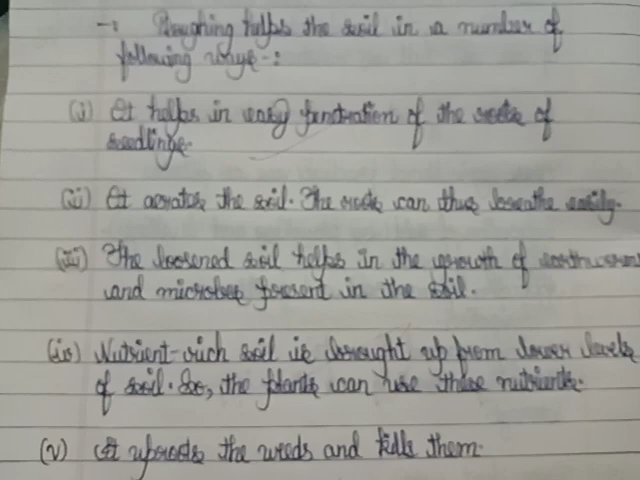 -: Ploughing helps the soil in a number of
following ways -:
(i) It helps in easy penetration of the roots of
seedlings.
(ii) It aerates the soil. The roots can thus breathe easily.
(iii) The loosened soil helps in the growth of earthworms
and microbes present in the soil.
(iv) Nutrient-rich soil is brought up from lower levels
of soil. So, the plants can use these nutrients.
(v) It uproots the weeds and kills them.